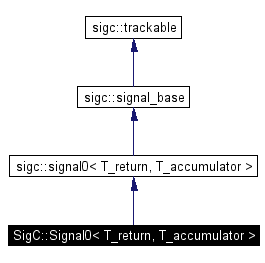 sigc::trackable
sigc::signal_base
sigc::signal0< T_return, T_accumulator >
SigC::Signal0< T_return, T_accumulator >